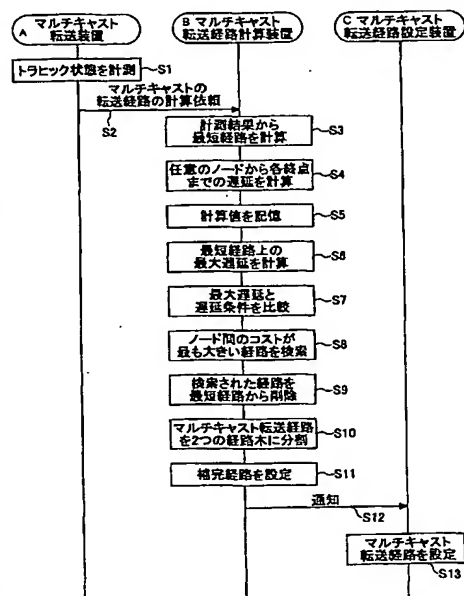 A マルチキャスト
転送装置
B マルチキャスト
転送経路計算装置
C マルチキャスト
転送経路設定装置
トラヒック状態を計測
S1
マルチキャストの
転送経路の計算依頼
S2
計測結果から
最短経路を計算
S3
任意のノードから各終点
までの遅延を計算
S4
計算値を記憶
S5
最短経路上の
最大遅延を計算
S6
最大遅延と
遅延条件を比較
S7
ノード間のコストが
最も大きい経路を検索
S8
検索された経路を
最短経路から削除
S9
マルチキャスト転送経路
を2つの経路木に分割
S10
補完経路を設定
S11
通知
S12
マルチキャスト
転送経路を設定
S13